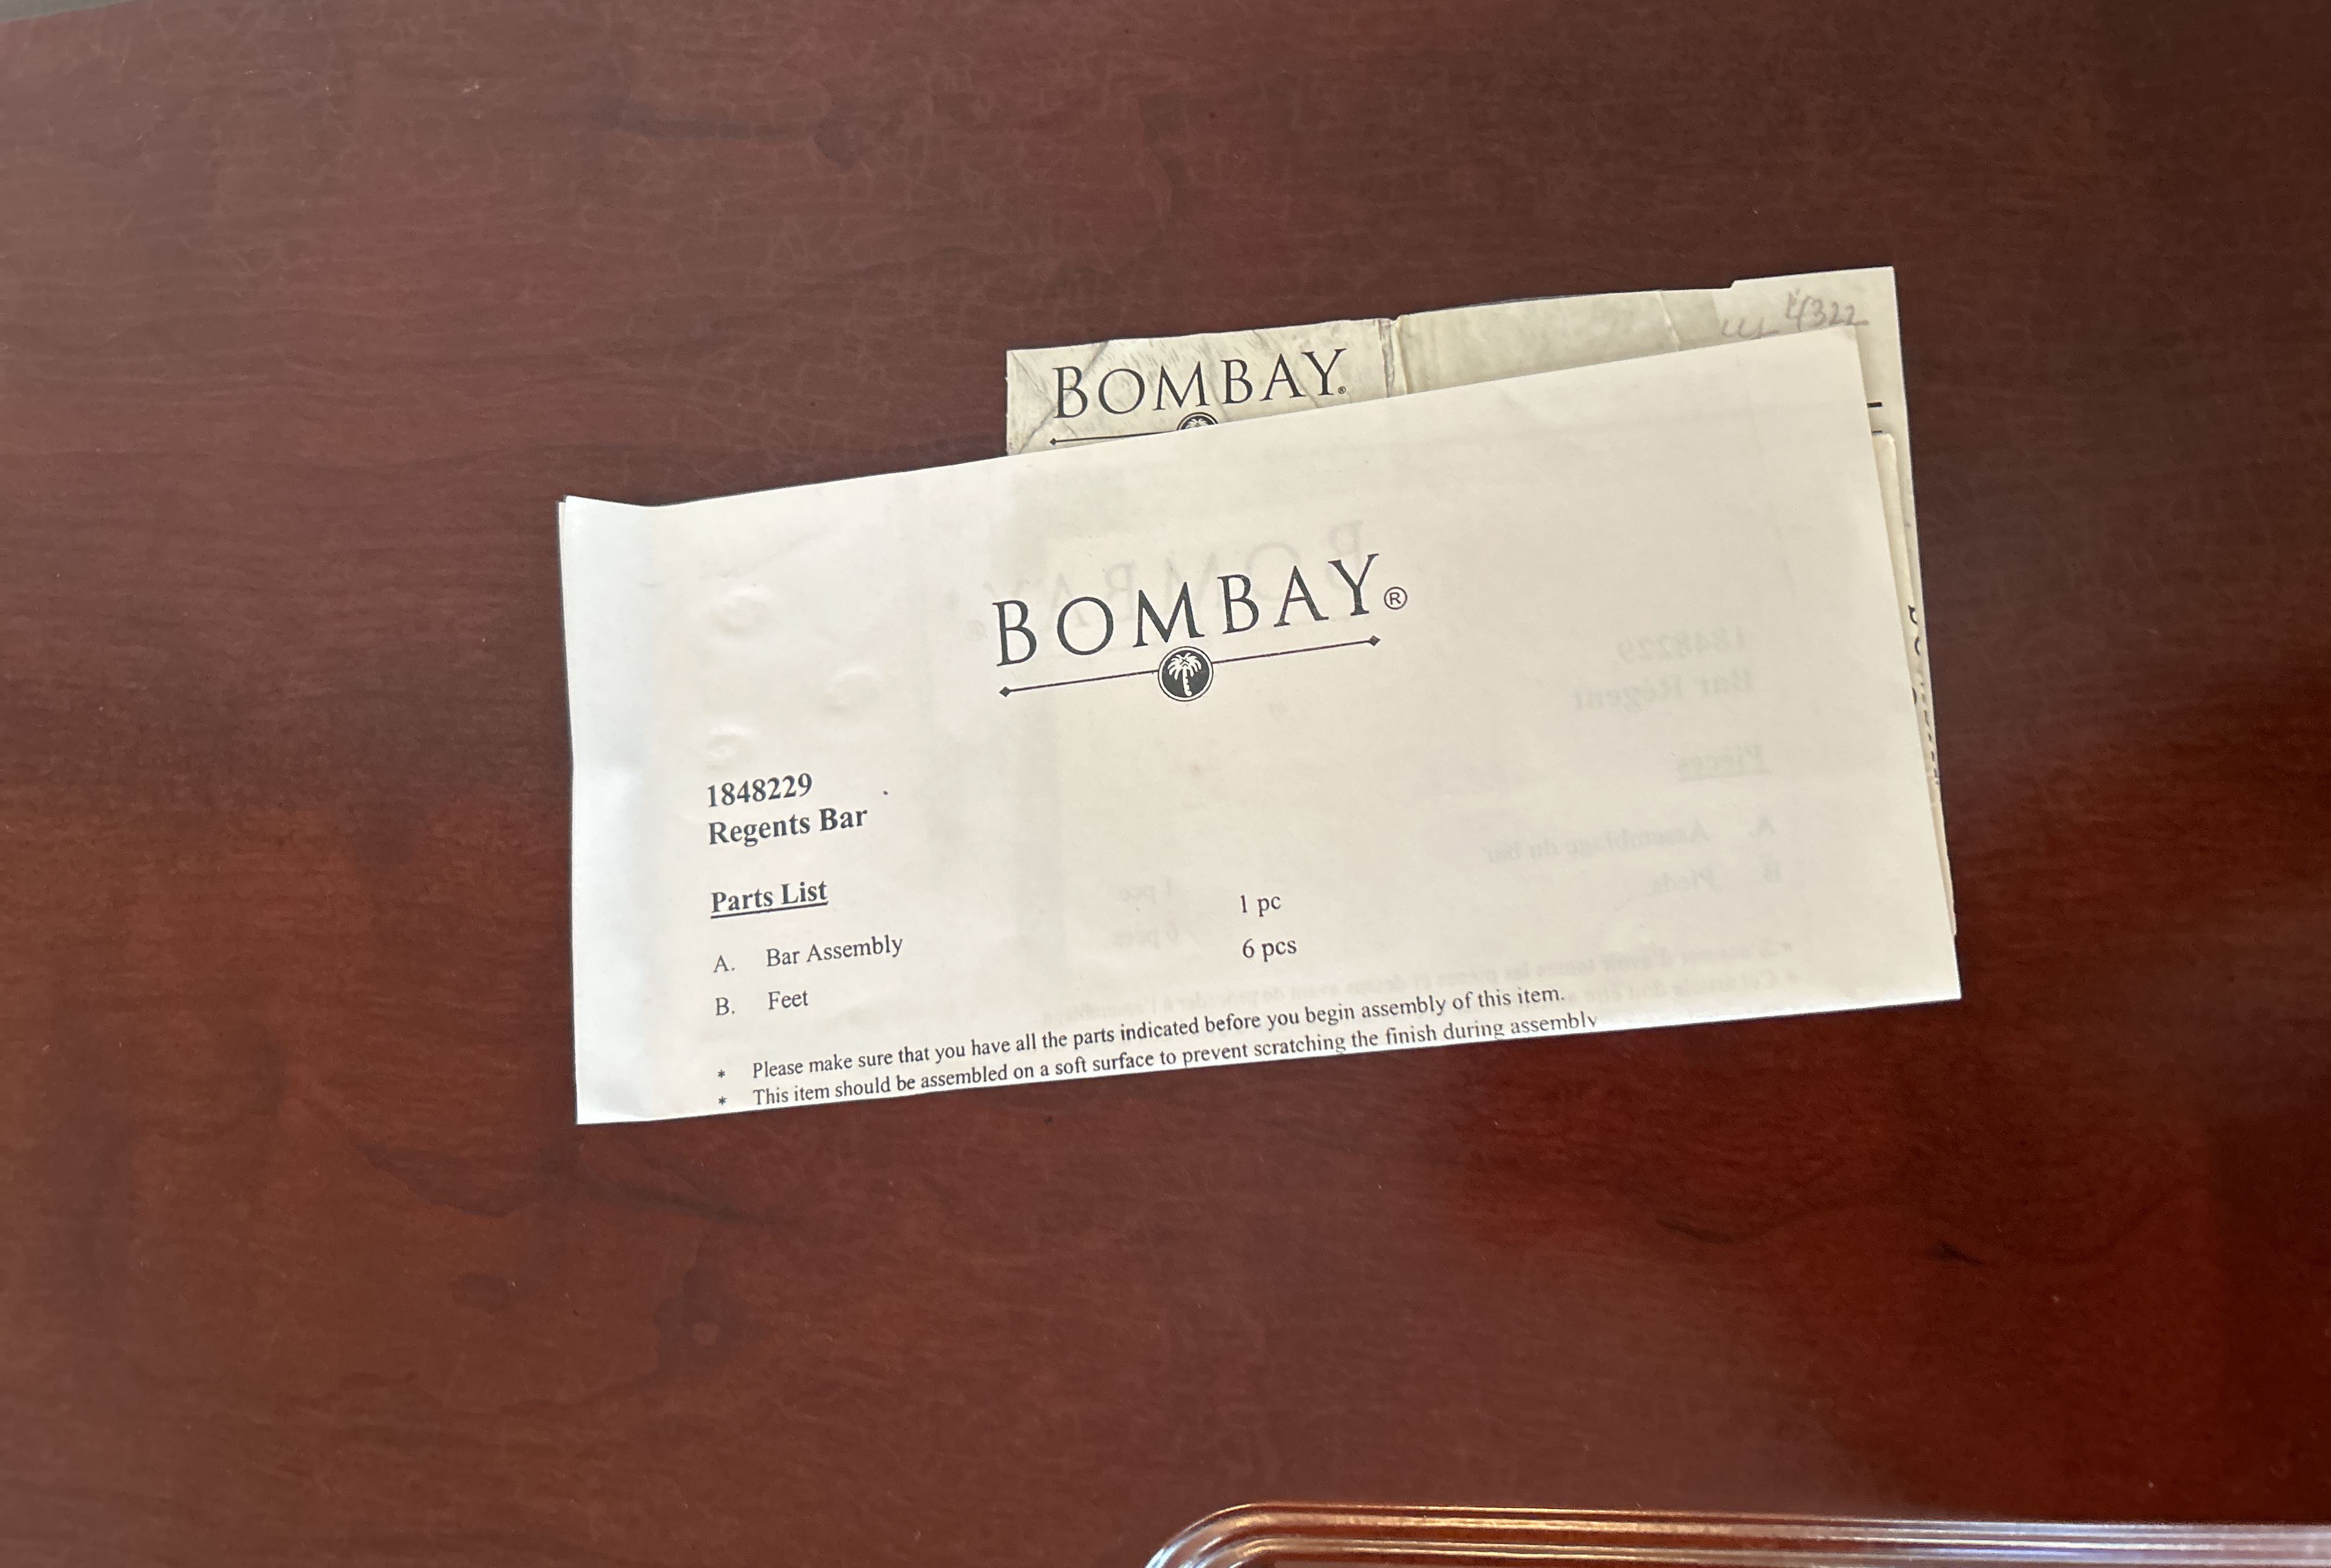 4322
BOMBAY®
BOMBAY®
1848229
Regents Bar
Parts List
A. Bar Assembly 1 pc
B. Feet 6 pcs
* Please make sure that you have all the parts indicated before you begin assembly of this item.
* This item should be assembled on a soft surface to prevent scratching the finish during assembly